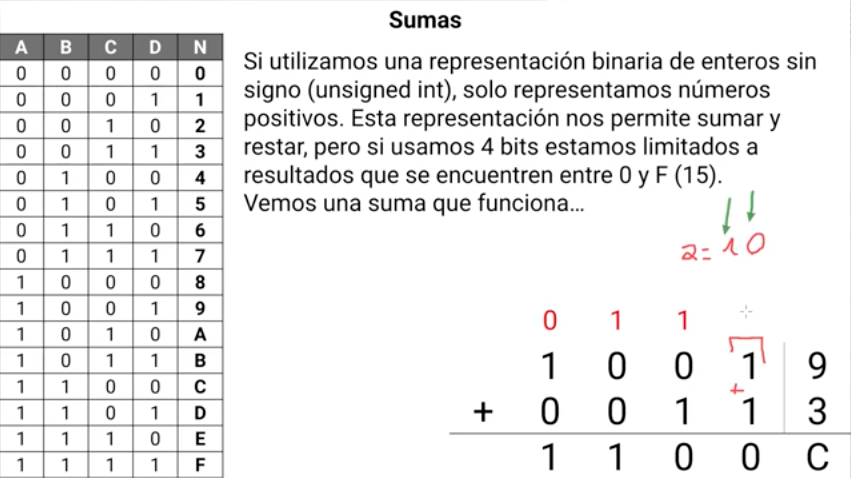 Sumas
A B C D N
0 0 0 0 0
0 0 0 1 1
0 0 1 0 2
0 0 1 1 3
0 1 0 0 4
0 1 0 1 5
0 1 1 0 6
0 1 1 1 7
1 0 0 0 8
1 0 0 1 9
1 0 1 0 A
1 0 1 1 B
1 1 0 0 C
1 1 0 1 D
1 1 1 0 E
1 1 1 1 F
Si utilizamos una representación binaria de enteros sin
signo (unsigned int), solo representamos números
positivos. Esta representación nos permite sumar y
restar, pero si usamos 4 bits estamos limitados a
resultados que se encuentren entre 0 y F (15).
Vemos una suma que funciona...
2=10
0 1 1
1 0 0 1 9
+
+ 0 0 1 1 3
1 1 0 0 C